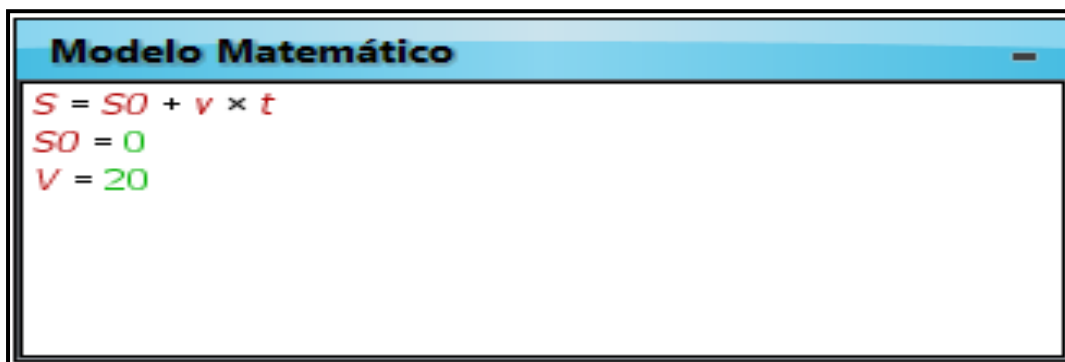 Modelo Matemático
S = S0 + v × t
S0 = 0
V = 20